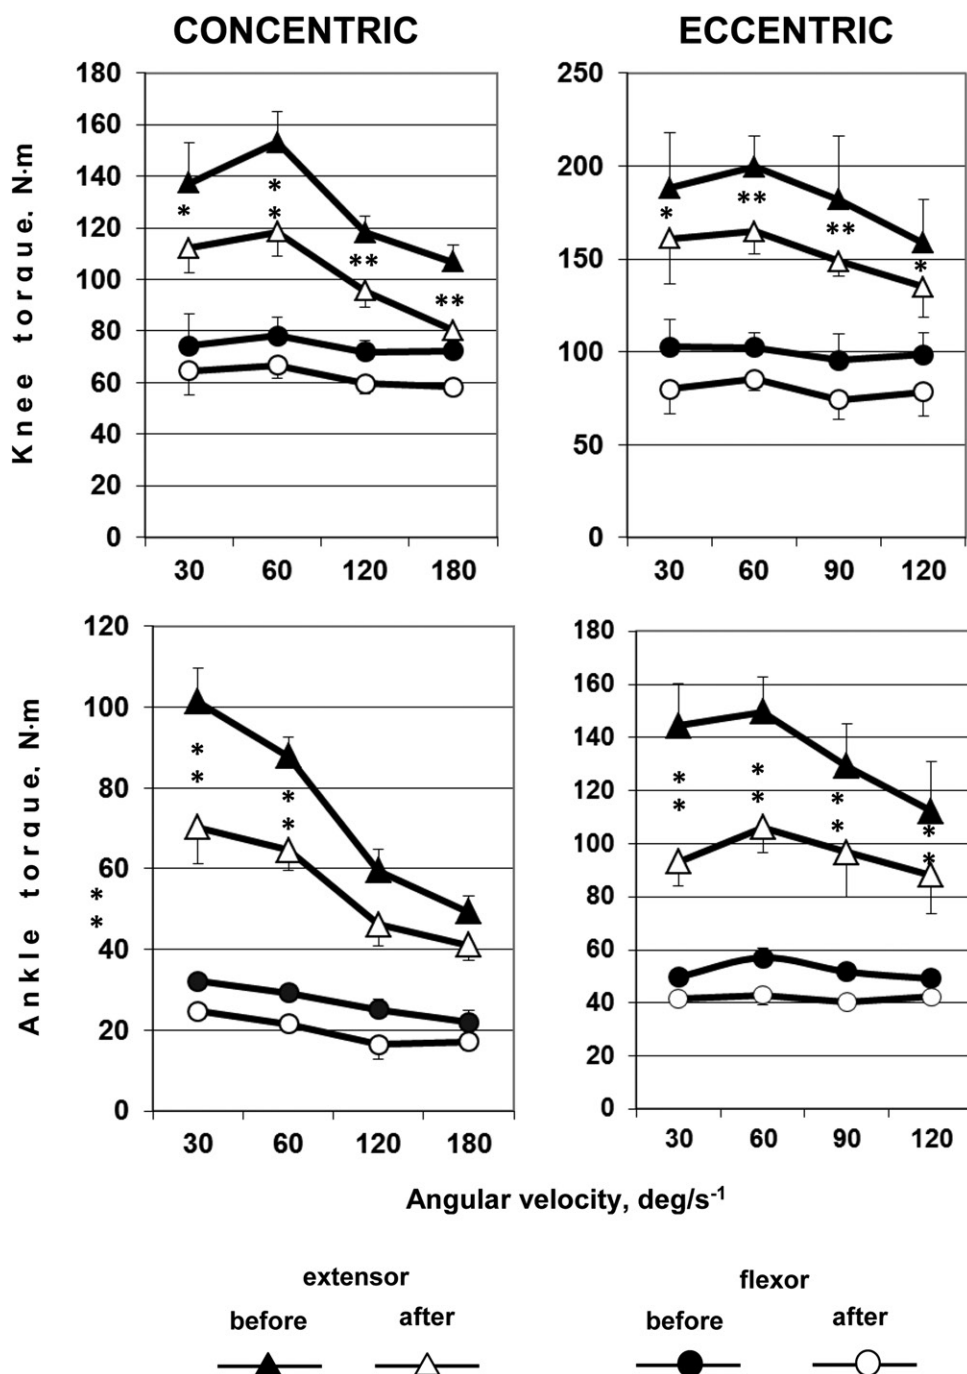 CONCENTRIC ECCENTRIC
Knee torque, N·m
180
160
140
120
100
80
60
40
20
0
30 60 120 180
* ** ** **
250
200
150
100
50
0
30 60 90 120
* ** ** *
Ankle torque, N·m
120
100
80
60
40
20
0
30 60 120 180
** ** **
180
160
140
120
100
80
60
40
20
0
30 60 90 120
** ** ** **
Angular velocity, deg/s-1
extensor flexor
before after before after